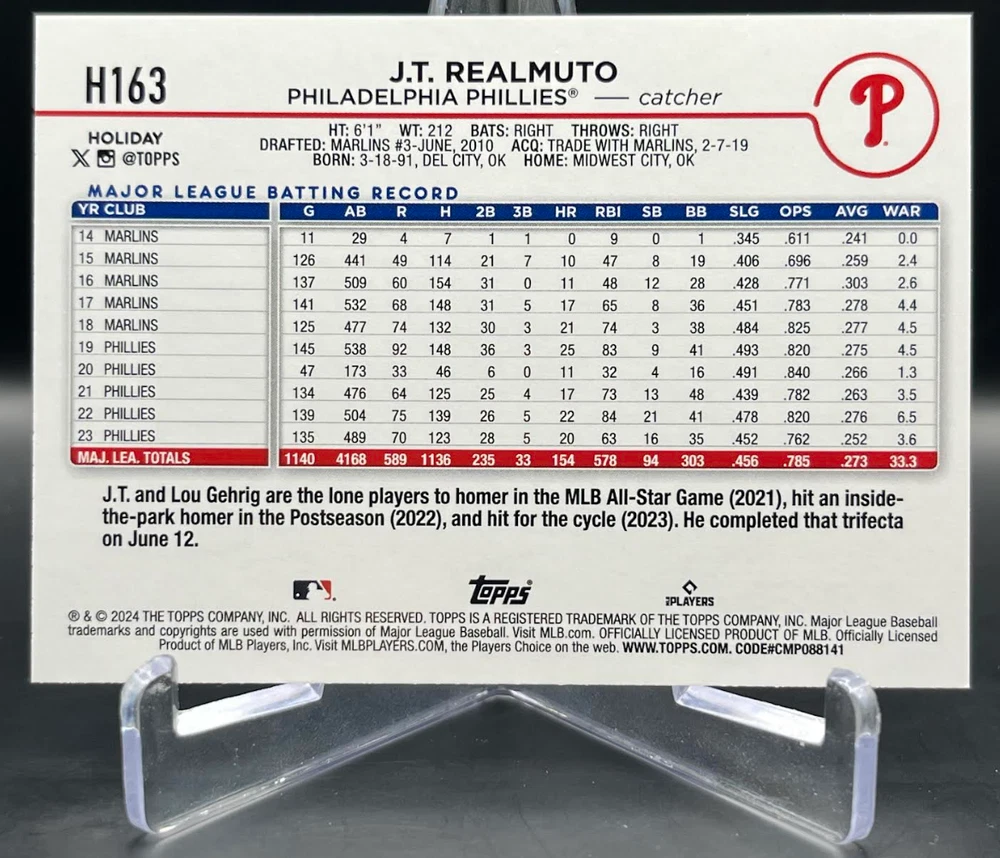 H163
J.T. REALMUTO
PHILADELPHIA PHILLIES® — catcher
P
HOLIDAY
@TOPPS
HT: 6'1" WT: 212 BATS: RIGHT THROWS: RIGHT
DRAFTED: MARLINS #3-JUNE, 2010 ACQ: TRADE WITH MARLINS, 2-7-19
BORN: 3-18-91, DEL CITY, OK HOME: MIDWEST CITY, OK
MAJOR LEAGUE BATTING RECORD
YR CLUB G AB R H 2B 3B HR RBI SB BB SLG OPS AVG WAR
14 MARLINS 11 29 4 7 1 1 0 9 0 1 .345 .611 .241 0.0
15 MARLINS 126 441 49 114 21 7 10 47 8 19 .406 .696 .259 2.4
16 MARLINS 137 509 60 154 31 0 11 48 12 28 .428 .771 .303 2.6
17 MARLINS 141 532 68 148 31 5 17 65 8 36 .451 .783 .278 4.4
18 MARLINS 125 477 74 132 30 3 21 74 3 38 .484 .825 .277 4.5
19 PHILLIES 145 538 92 148 36 3 25 83 9 41 .493 .820 .275 4.5
20 PHILLIES 47 173 33 46 6 0 11 32 4 16 .491 .840 .266 1.3
21 PHILLIES 134 476 64 125 25 4 17 73 13 48 .439 .782 .263 3.5
22 PHILLIES 139 504 75 139 26 5 22 84 21 41 .478 .820 .276 6.5
23 PHILLIES 135 489 70 123 28 5 20 63 16 35 .452 .762 .252 3.6
MAJ. LEA. TOTALS 1140 4168 589 1136 235 33 154 578 94 303 .456 .785 .273 33.3
J.T. and Lou Gehrig are the lone players to homer in the MLB All-Star Game (2021), hit an inside-
the-park homer in the Postseason (2022), and hit for the cycle (2023). He completed that trifecta
on June 12.
Topps®
PLAYERS
® & © 2024 THE TOPPS COMPANY, INC. ALL RIGHTS RESERVED. TOPPS IS A REGISTERED TRADEMARK OF THE TOPPS COMPANY, INC. Major League Baseball
trademarks and copyrights are used with permission of Major League Baseball. Visit MLB.com. OFFICIALLY LICENSED PRODUCT OF MLB. Officially Licensed
Product of MLB Players, Inc. Visit MLBPLAYERS.COM, the Players Choice on the web. WWW.TOPPS.COM. CODE#CMP088141